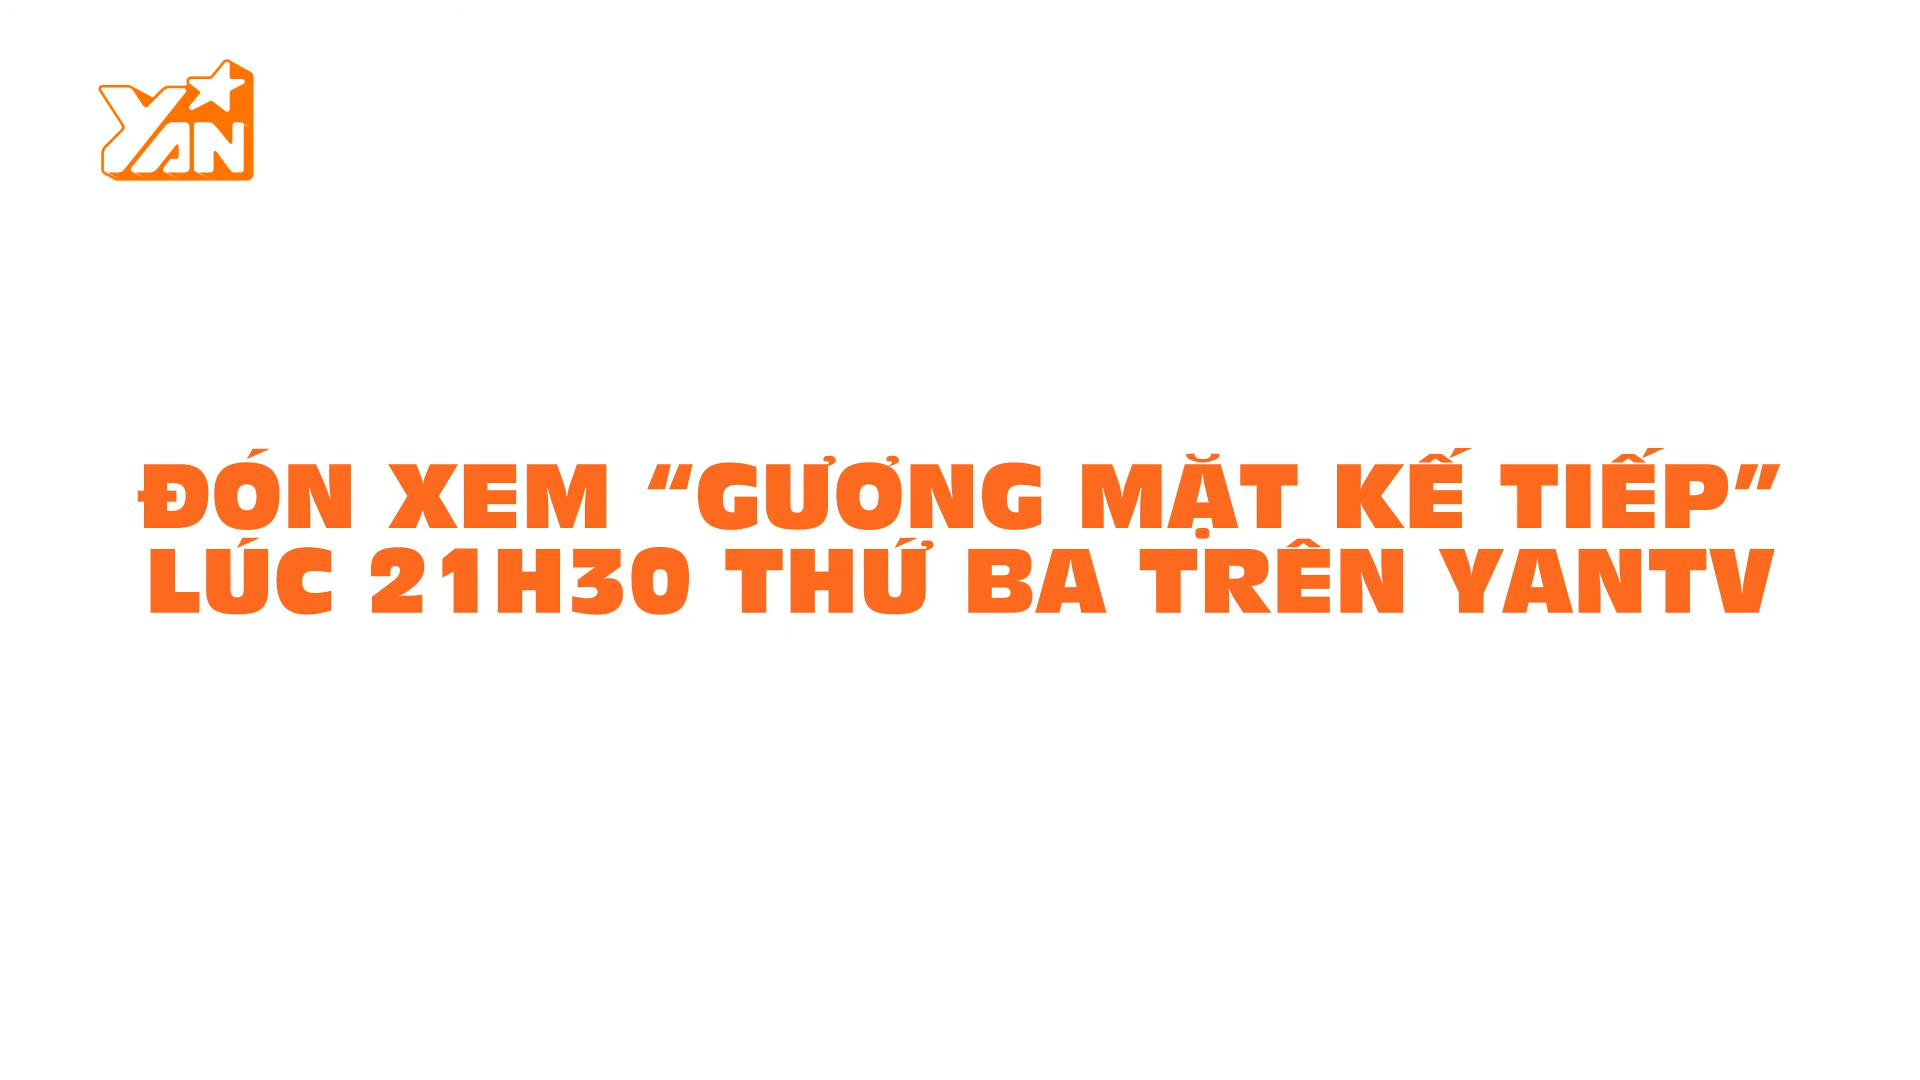 YAN
ĐÓN XEM “GƯƠNG MẶT KẾ TIẾP”
LÚC 21H30 THỨ BA TRÊN YANTV